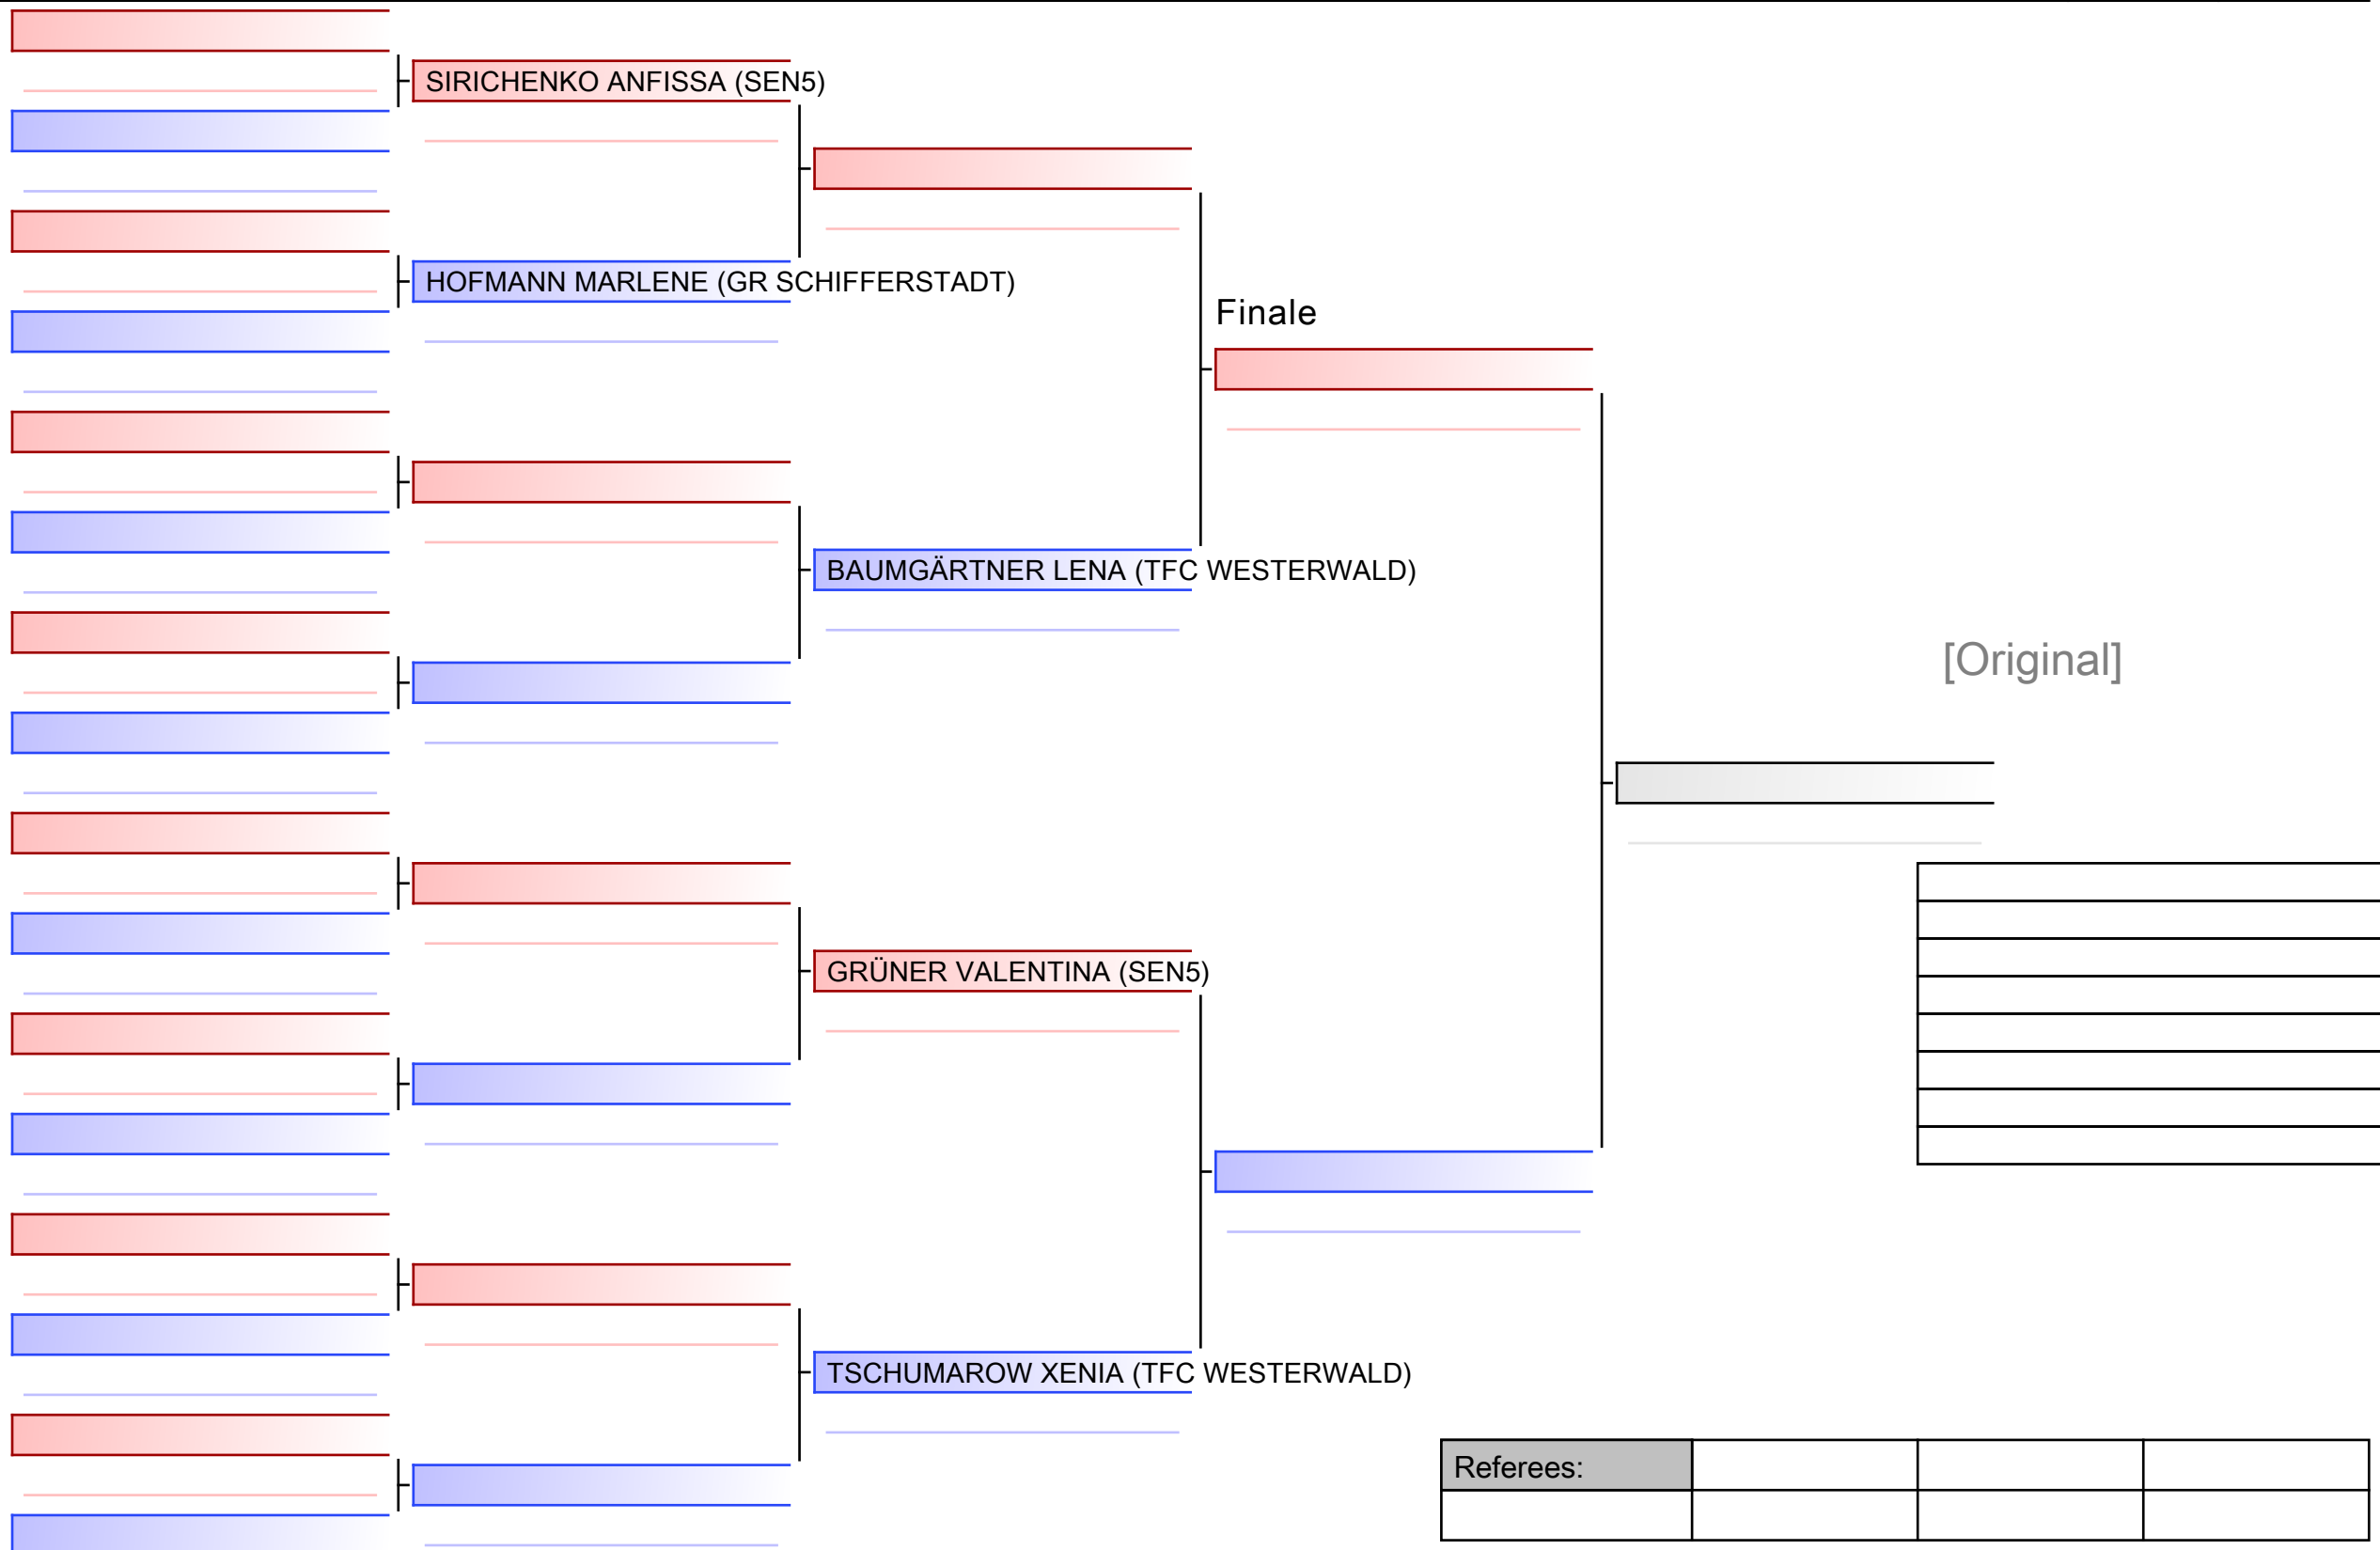 SIRICHENKO ANFISSA (SEN5)
HOFMANN MARLENE (GR SCHIFFERSTADT)
Finale
BAUMGÄRTNER LENA (TFC WESTERWALD)
[Original]
GRÜNER VALENTINA (SEN5)
TSCHUMAROW XENIA (TFC WESTERWALD)
Referees: